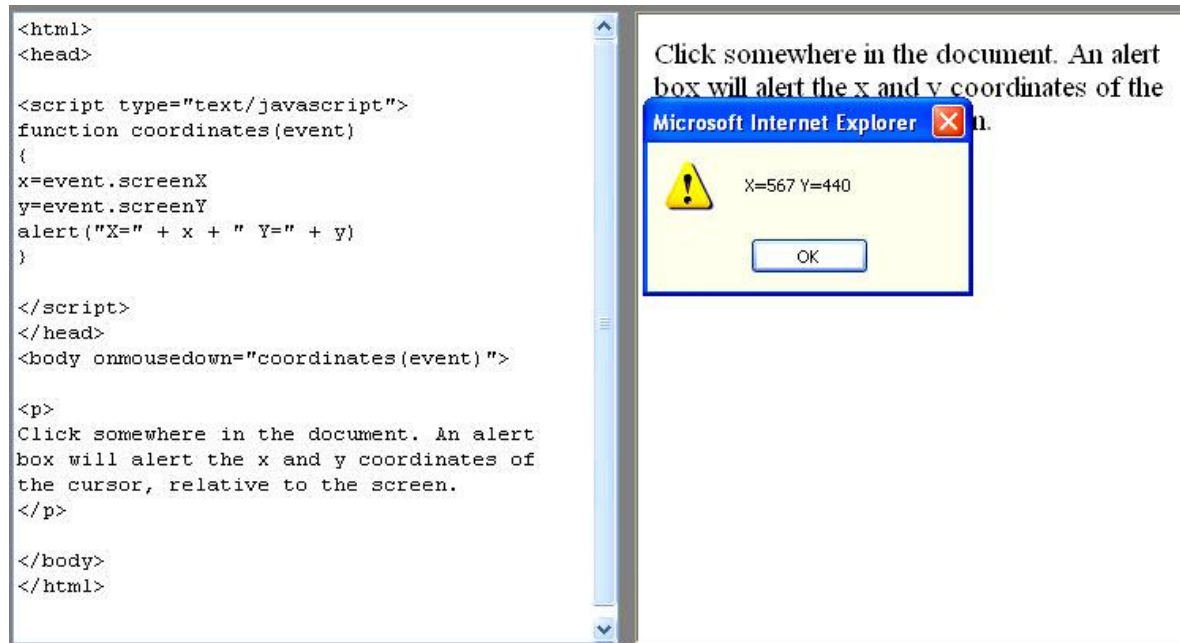 <html>
<head>
<script type="text/javascript">
function coordinates(event)
{
x=event.screenX
y=event.screenY
alert("X=" + x + " Y=" + y)
}
</script>
</head>
<body onmousedown="coordinates(event)">
<p>
Click somewhere in the document. An alert
box will alert the x and y coordinates of
the cursor, relative to the screen.
</p>
</body>
</html>
Click somewhere in the document. An alert
box will alert the x and y coordinates of the
Microsoft Internet Explorer
X=567 Y=440
OK